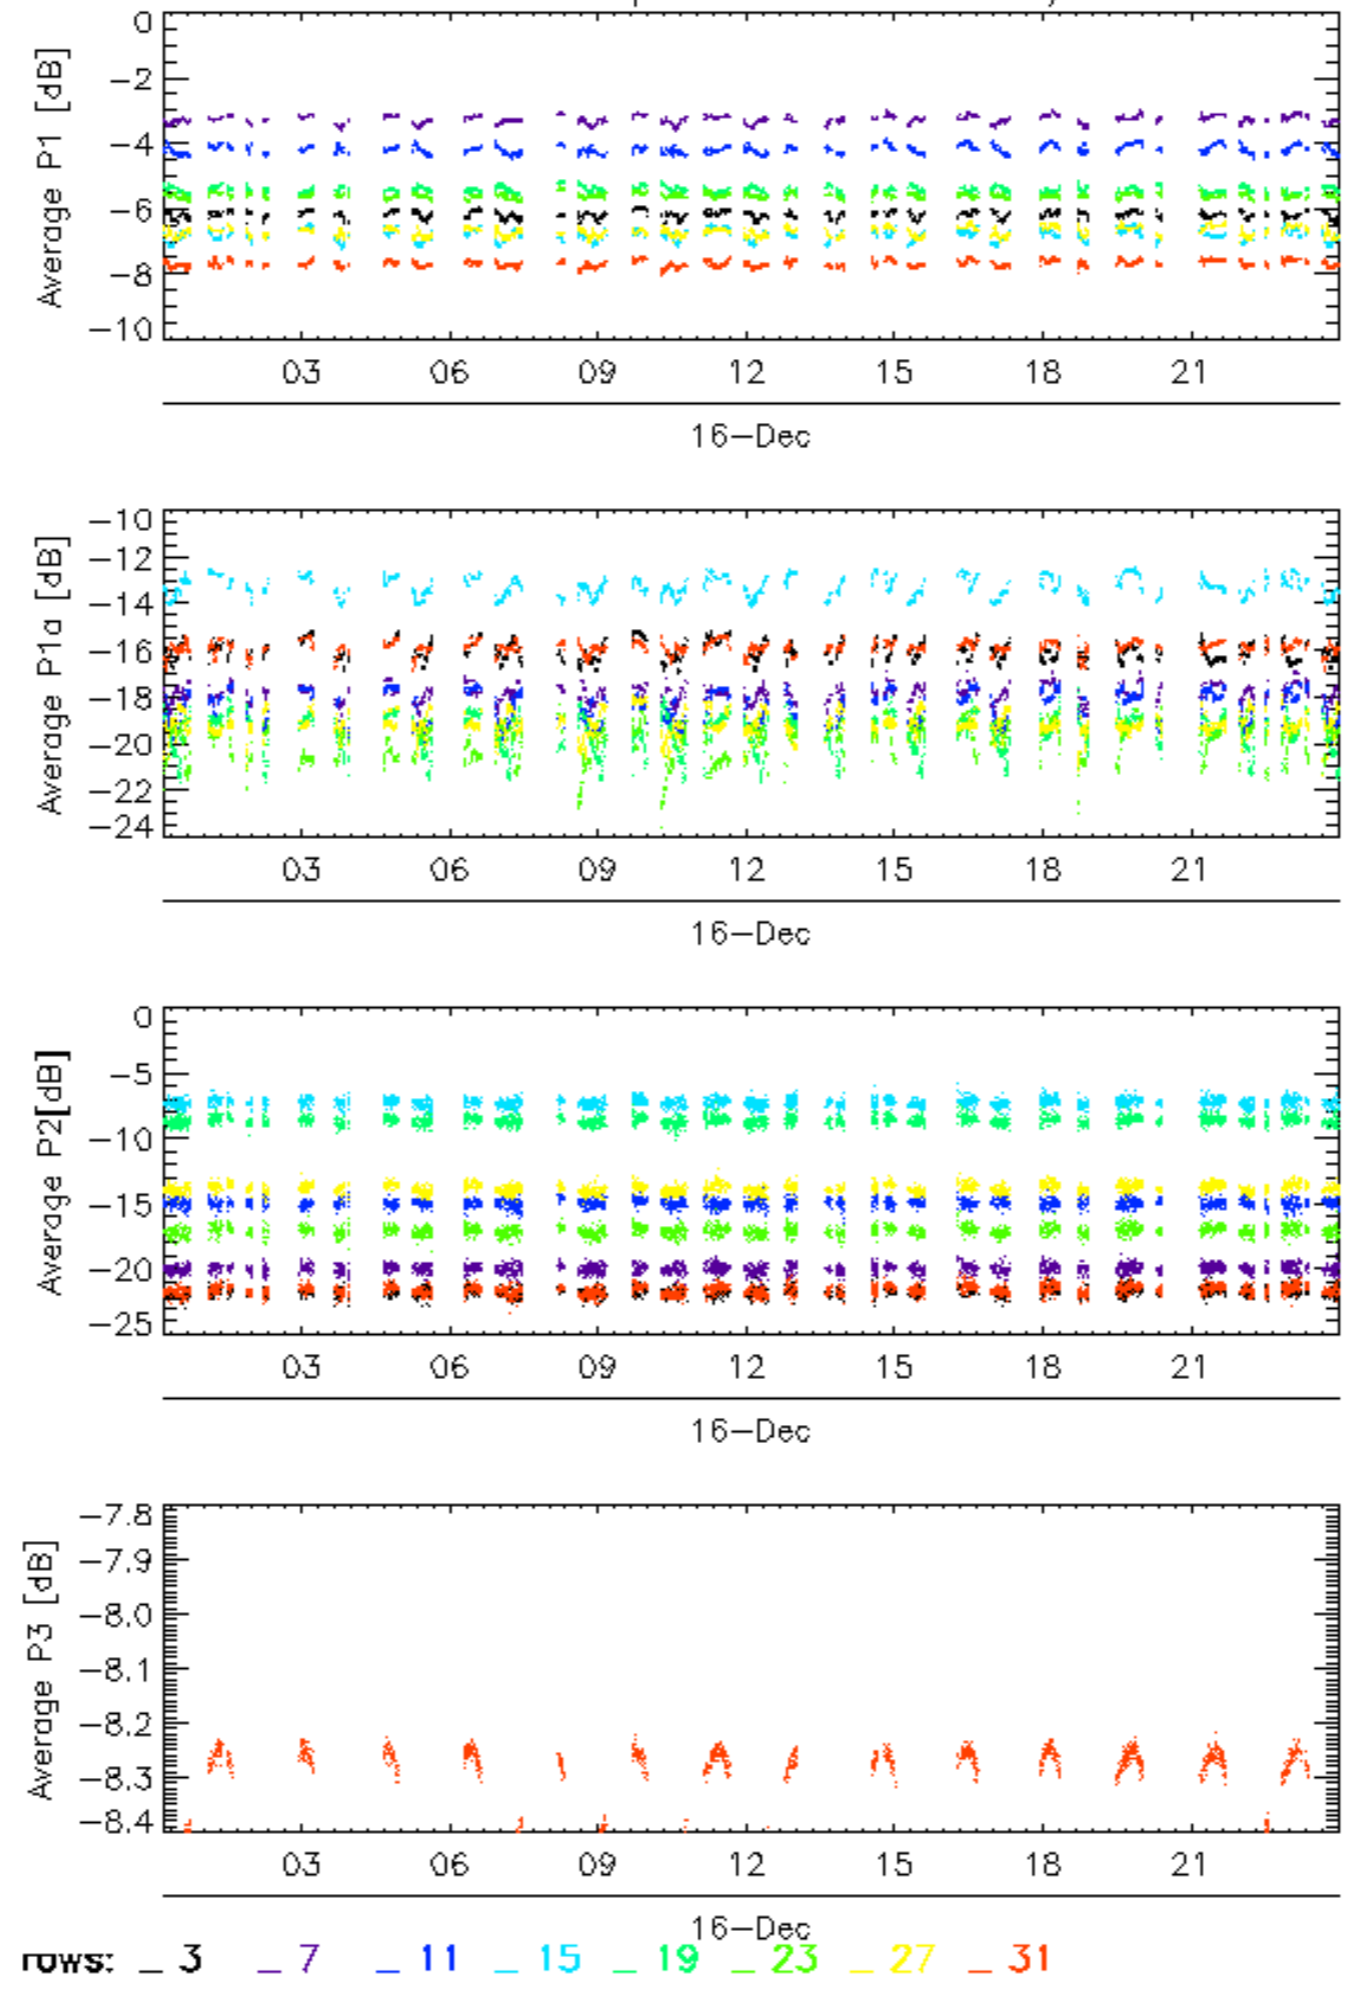 0
−2
−4
−6
−8
−10
Average P1 [dB]
03 06 09 12 15 18 21
16−Dec
−10
−12
−14
−16
−18
−20
−22
−24
Average P1a [dB]
03 06 09 12 15 18 21
16−Dec
0
−5
−10
−15
−20
−25
Average P2[dB]
03 06 09 12 15 18 21
16−Dec
−7.8
−7.9
−8.0
−8.1
−8.2
−8.3
−8.4
Average P3 [dB]
03 06 09 12 15 18 21
16−Dec
rows: _ 3 _ 7 _ 11 _ 15 _ 19 _ 23 _ 27 _ 31